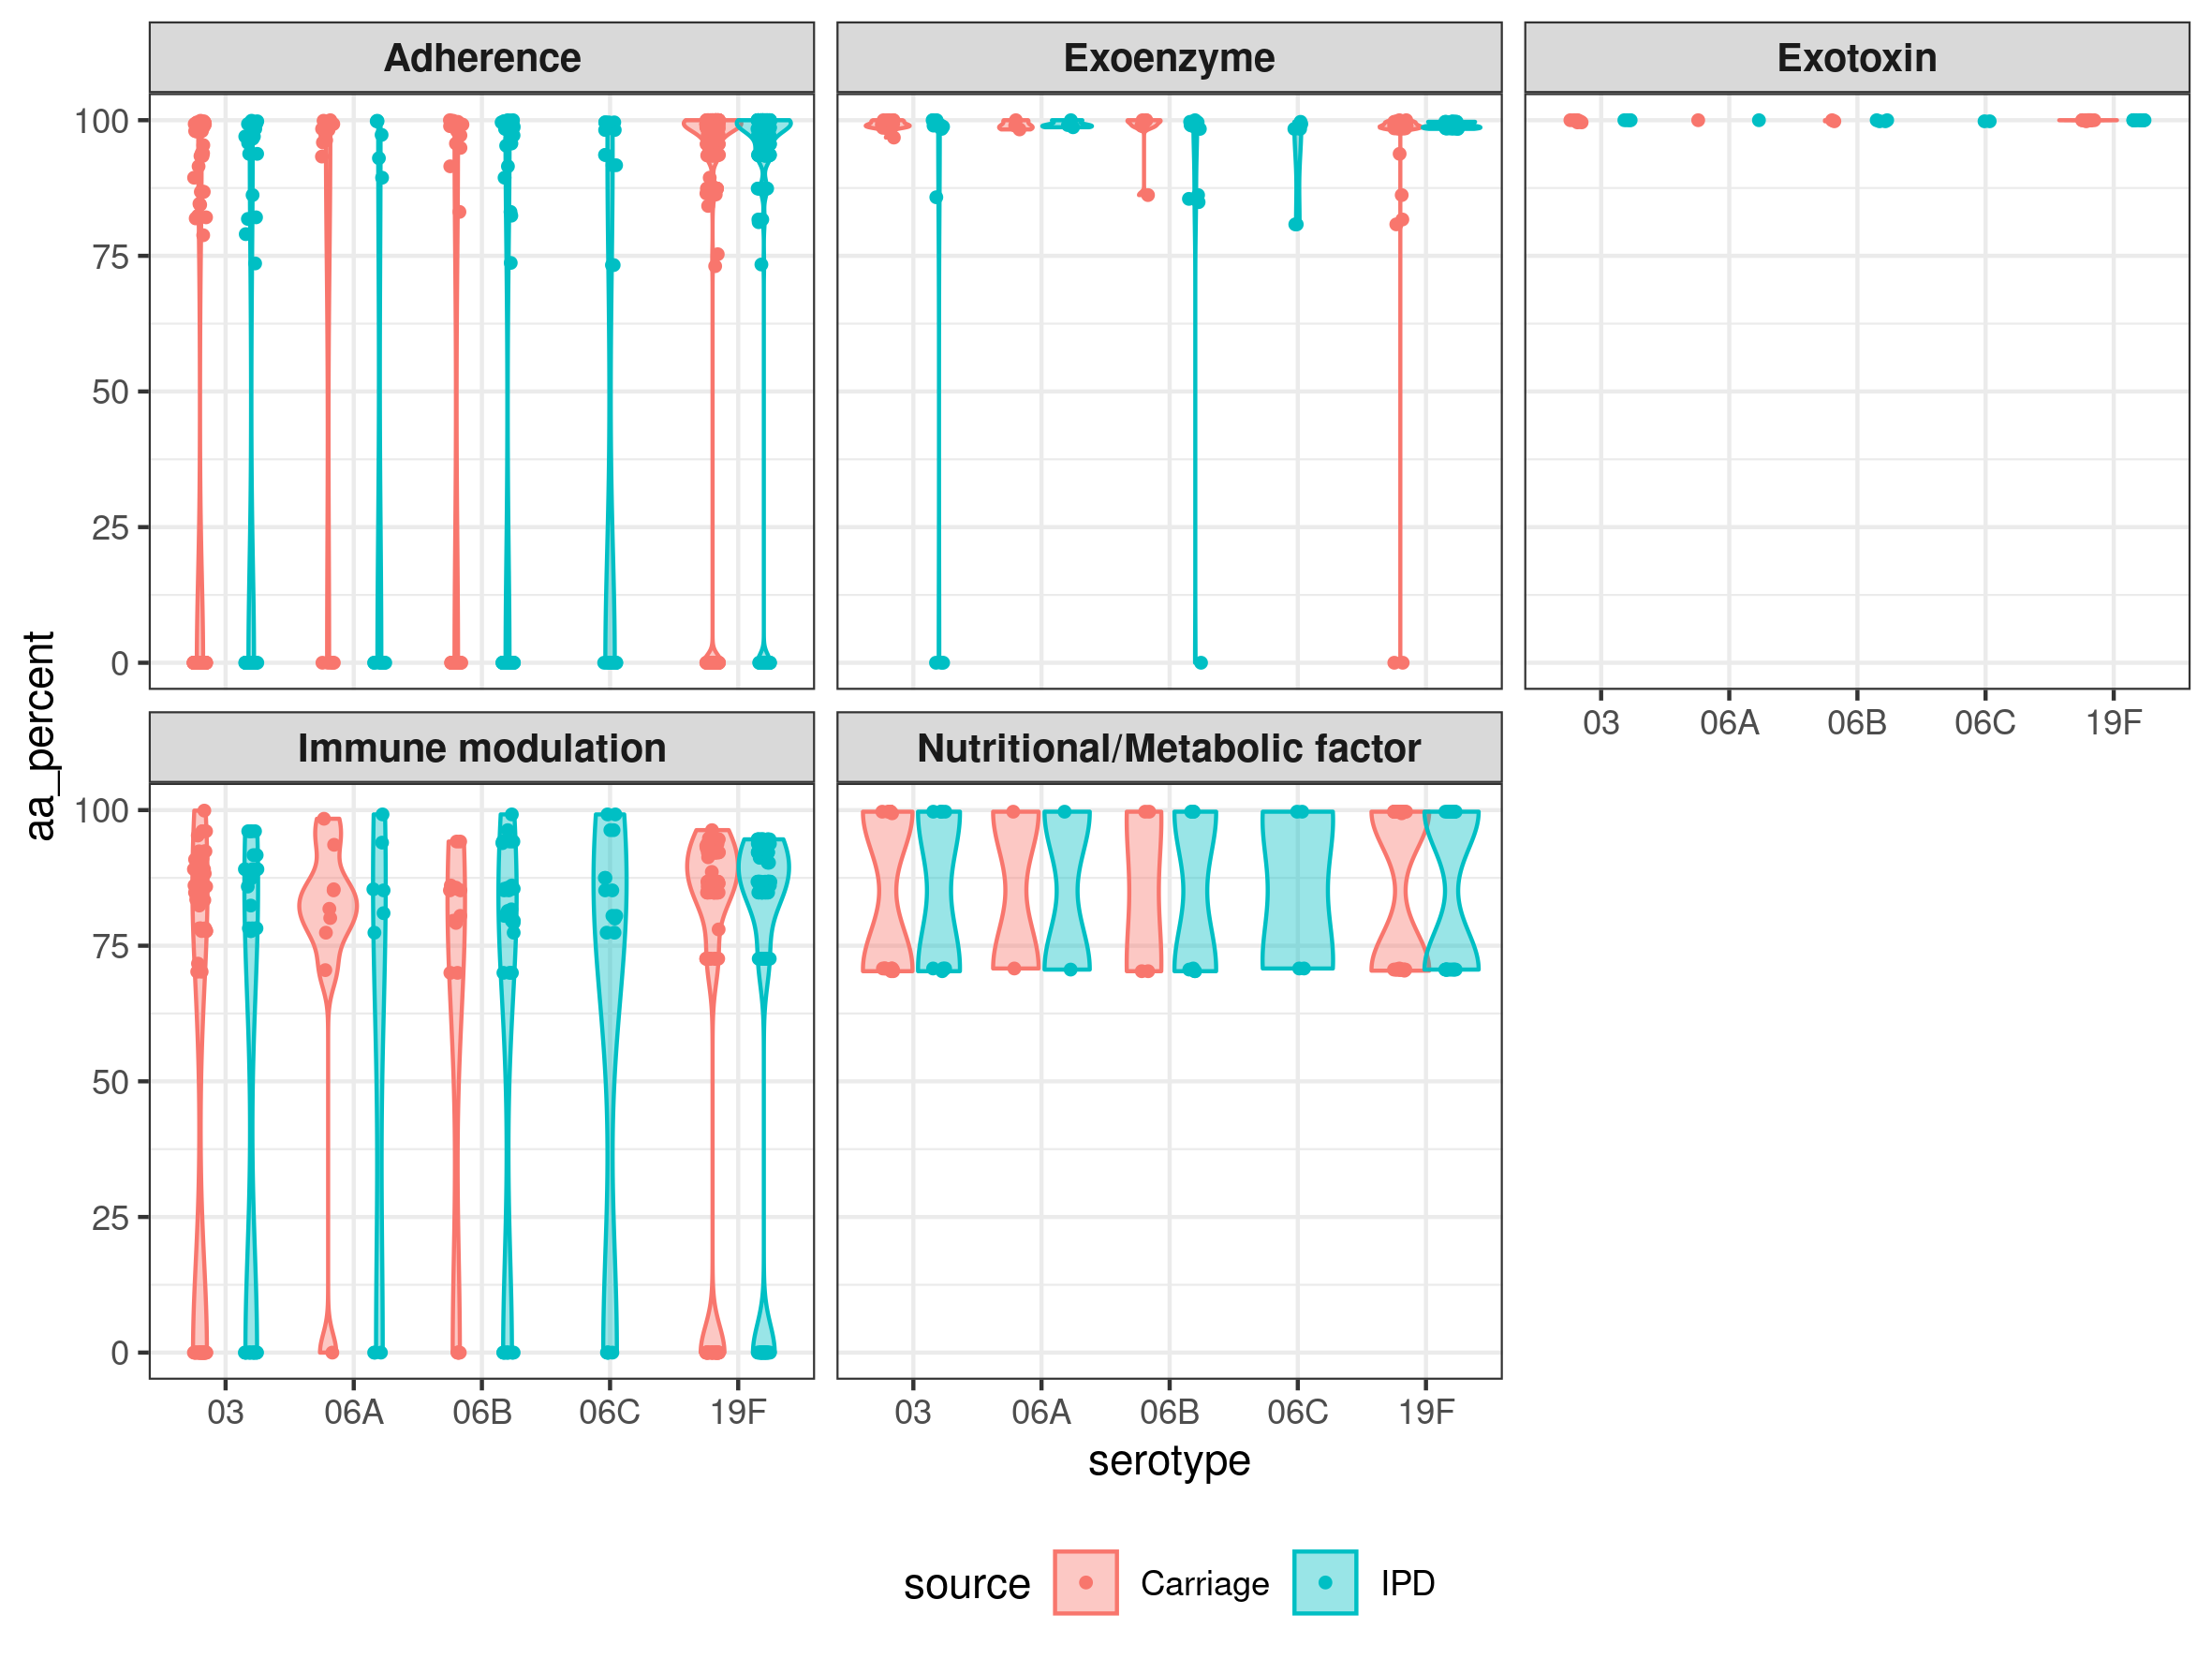 Adherence
Exoenzyme
Exotoxin
100
75
50
25
0
03 06A 06B 06C 19F
Immune modulation
Nutritional/Metabolic factor
100
75
50
25
0
03 06A 06B 06C 19F
03 06A 06B 06C 19F
aa_percent
serotype
source Carriage IPD